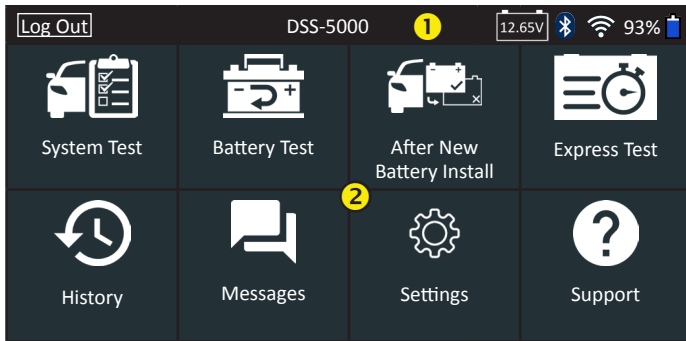 Log Out DSS-5000 1 12.65V 93%
System Test Battery Test After New Battery Install Express Test
2
History Messages Settings Support